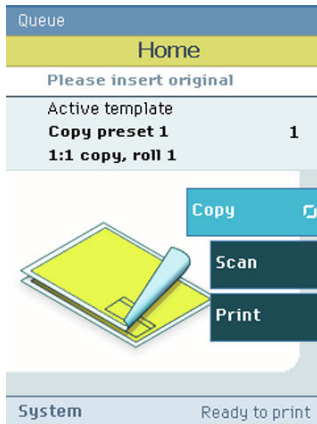 Queue
Home
Please insert original
Active template
Copy preset 1 1
1:1 copy, roll 1
Copy
Scan
Print
System Ready to print